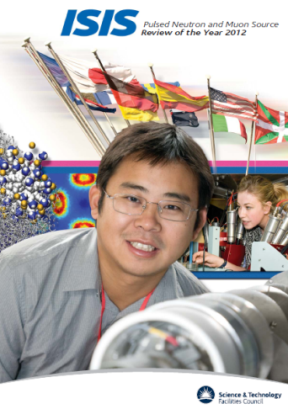 ISIS
Pulsed Neutron and Muon Source
Review of the Year 2012
Science & Technology
Facilities Council